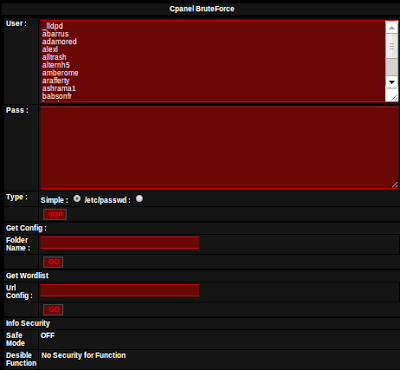 Cpanel BruteForce
User :
_lldpd
abarrus
adamored
alexl
alltrash
alternh5
amberome
arafferty
ashrama1
babsonfr
Pass :
Type :
Simple : /etc/passwd :
start
Get Config :
Folder
Name :
GO
Get Wordlist
Url
Config :
GO
Info Security
Safe
Mode
OFF
Desible
Function
No Security for Function